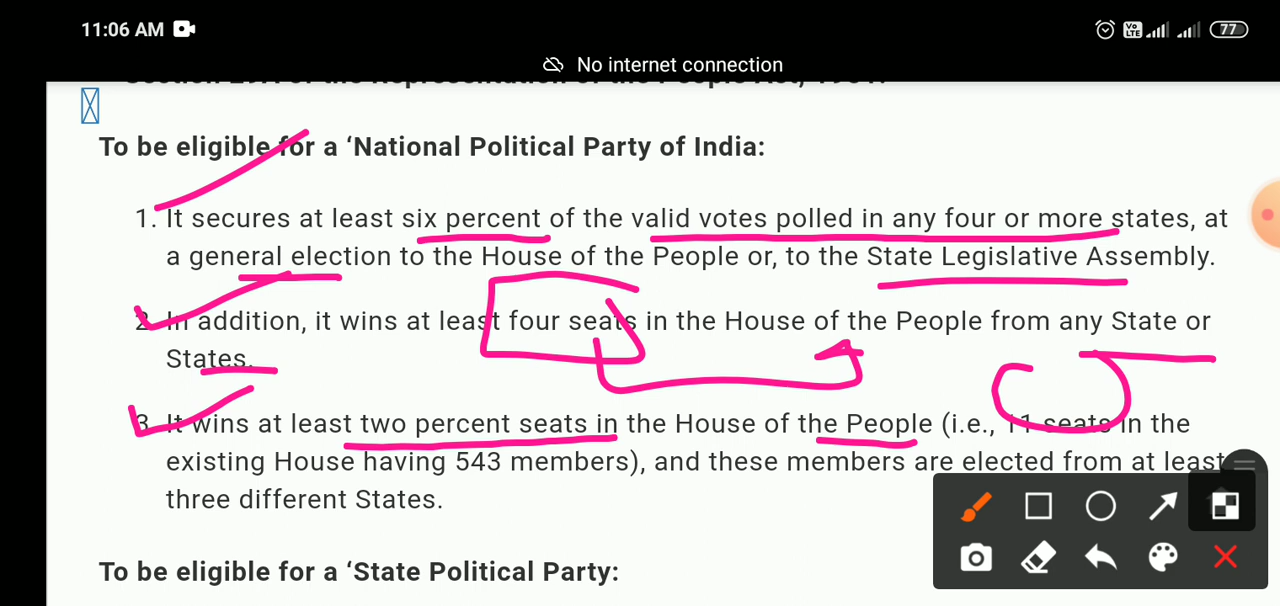 11:06 AM
Vo LTE
77
No internet connection
To be eligible for a ‘National Political Party of India:
1. It secures at least six percent of the valid votes polled in any four or more states, at
a general election to the House of the People or, to the State Legislative Assembly.
2. In addition, it wins at least four seats in the House of the People from any State or
States.
3. It wins at least two percent seats in the House of the People (i.e., 11 seats in the
existing House having 543 members), and these members are elected from at least
three different States.
To be eligible for a ‘State Political Party: